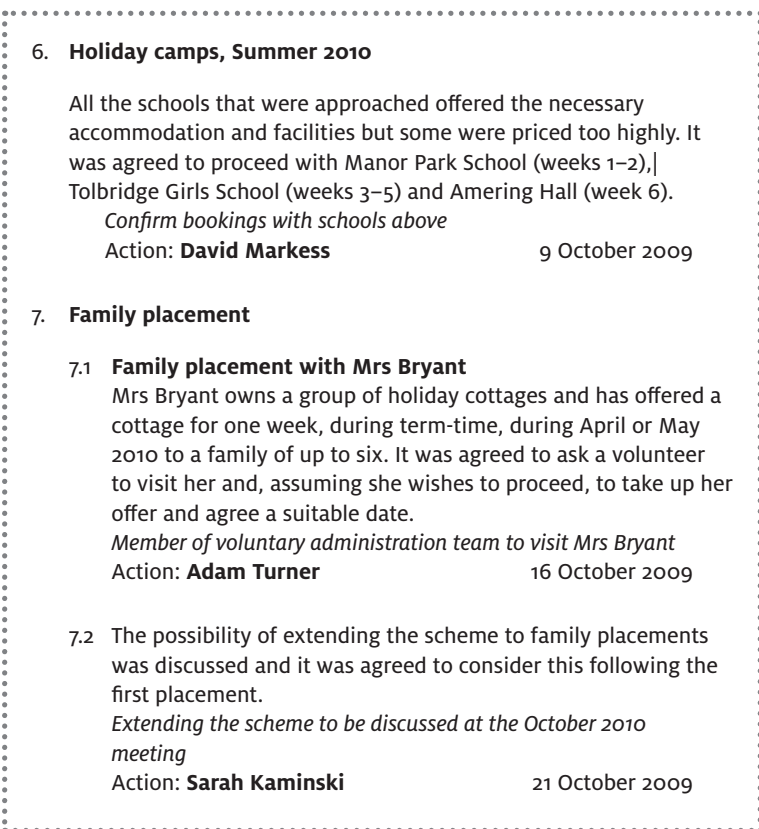 6. Holiday camps, Summer 2010
All the schools that were approached offered the necessary
accommodation and facilities but some were priced too highly. It
was agreed to proceed with Manor Park School (weeks 1–2),|
Tolbridge Girls School (weeks 3–5) and Amering Hall (week 6).
Confirm bookings with schools above
Action: David Markess 9 October 2009
7. Family placement
7.1 Family placement with Mrs Bryant
Mrs Bryant owns a group of holiday cottages and has offered a
cottage for one week, during term-time, during April or May
2010 to a family of up to six. It was agreed to ask a volunteer
to visit her and, assuming she wishes to proceed, to take up her
offer and agree a suitable date.
Member of voluntary administration team to visit Mrs Bryant
Action: Adam Turner 16 October 2009
7.2 The possibility of extending the scheme to family placements
was discussed and it was agreed to consider this following the
first placement.
Extending the scheme to be discussed at the October 2010
meeting
Action: Sarah Kaminski 21 October 2009